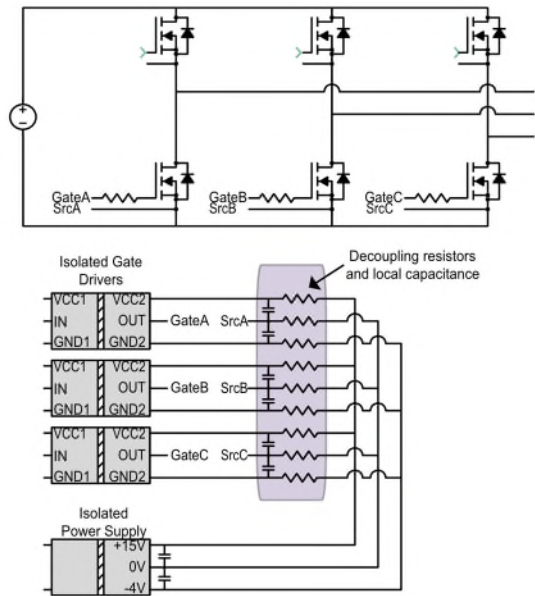 GateA
SrcA
GateB
SrcB
GateC
SrcC
Isolated Gate
Drivers
Decoupling resistors
and local capacitance
VCC1 VCC2
IN OUT GateA SrcA
GND1 GND2
VCC1 VCC2
IN OUT GateB SrcB
GND1 GND2
VCC1 VCC2
IN OUT GateC SrcC
GND1 GND2
Isolated
Power Supply
+15V
0V
-4V